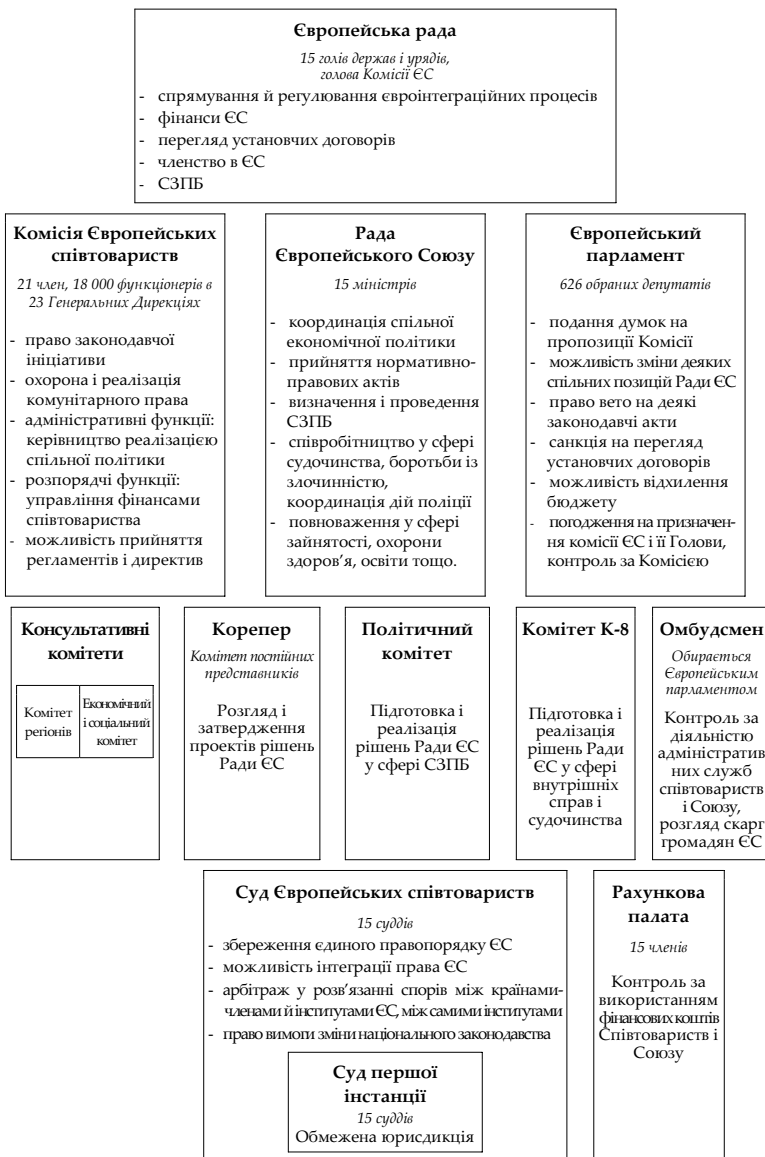 Європейська рада
15 голів держав і урядів,
голова Комісії ЄС
- спрямування й регулювання євроінтеграційних процесів
- фінанси ЄС
- перегляд установчих договорів
- членство в ЄС
- СЗПБ
Комісія Європейських
співтовариств
21 член, 18 000 функціонерів в
23 Генеральних Дирекціях
- право законодавчої
ініціативи
- охорона і реалізація
комунітарного права
- адміністративні функції:
керівництво реалізацією
спільної політики
- розпорядчі функції:
управління фінансами
співтовариства
- можливість прийняття
регламентів і директив
Рада
Європейського Союзу
15 міністрів
- координація спільної
економічної політики
- прийняття нормативно-
правових актів
- визначення і проведення
СЗПБ
- співробітництво у сфері
судочинства, боротьби із
злочинністю,
координація дій поліції
- повноваження у сфері
зайнятості, охорони
здоров’я, освіти тощо.
Європейський
парламент
626 обраних депутатів
- подання думок на
пропозиції Комісії
- можливість зміни деяких
спільних позицій Ради ЄС
- право вето на деякі
законодавчі акти
- санкція на перегляд
установчих договорів
- можливість відхилення
бюджету
- погодження на призначен-
ня комісії ЄС і її Голови,
контроль за Комісією
Консультативні
комітети
Комітет
регіонів
Економічний
і соціальний
комітет
Корепер
Комітет постійних
представників
Розгляд і
затвердження
проектів рішень
Ради ЄС
Політичний
комітет
Підготовка і
реалізація
рішень Ради ЄС
у сфері СЗПБ
Комітет К-8
Підготовка і
реалізація
рішень Ради
ЄС у сфері
внутрішніх
справ і
судочинства
Омбудсмен
Обирається
Європейським
парламентом
Контроль за
діяльністю
адміністратив
них служб
співтовариств
і Союзу,
розгляд скарг
громадян ЄС
Суд Європейських співтовариств
15 суддів
- збереження єдиного правопорядку ЄС
- можливість інтеграції права ЄС
- арбітраж у розв’язанні спорів між країнами-
членами й інститутами ЄС, між самими інститутами
- право вимоги зміни національного законодавства
Суд першої
інстанції
15 суддів
Обмежена юрисдикція
Рахункова
палата
15 членів
Контроль за
використанням
фінансових коштів
Співтовариств і
Союзу